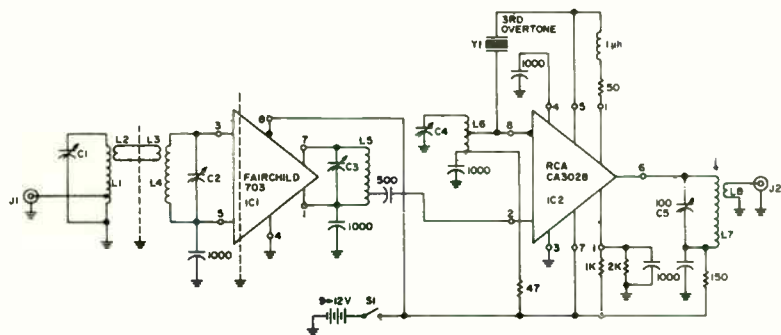 3RD
OVERTONE
Y1
1000
1µh
50
4
5
1
J1
C1
L1
L2
L3
L4
3
C2
5
1000
FAIRCHILD
703
IC1
8
4
7
1
C3
L5
1000
500
C4
L6
8
1000
2
RCA
CA3028
IC2
3
7
1
6
47
1K
2K
1000
100
C5
L7
L8
J2
150
9-12V
S1